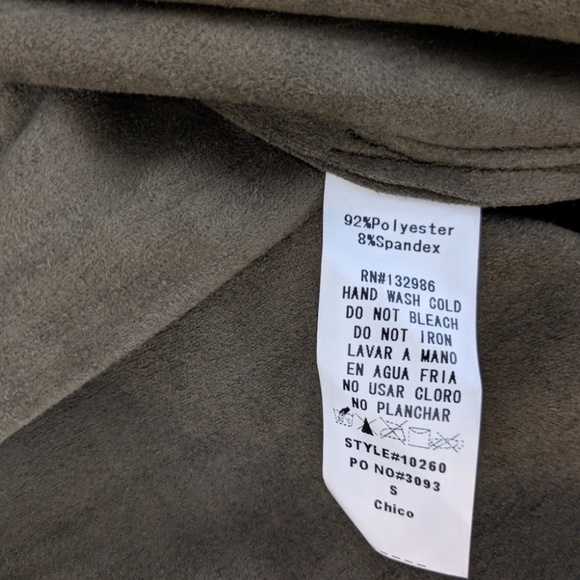 92%Polyester
8%Spandex
RN#132986
HAND WASH COLD
DO NOT BLEACH
DO NOT IRON
LAVAR A MANO
EN AGUA FRIA
NO USAR CLORO
NO PLANCHAR
STYLE#10260
PO NO#3093
S
Chico